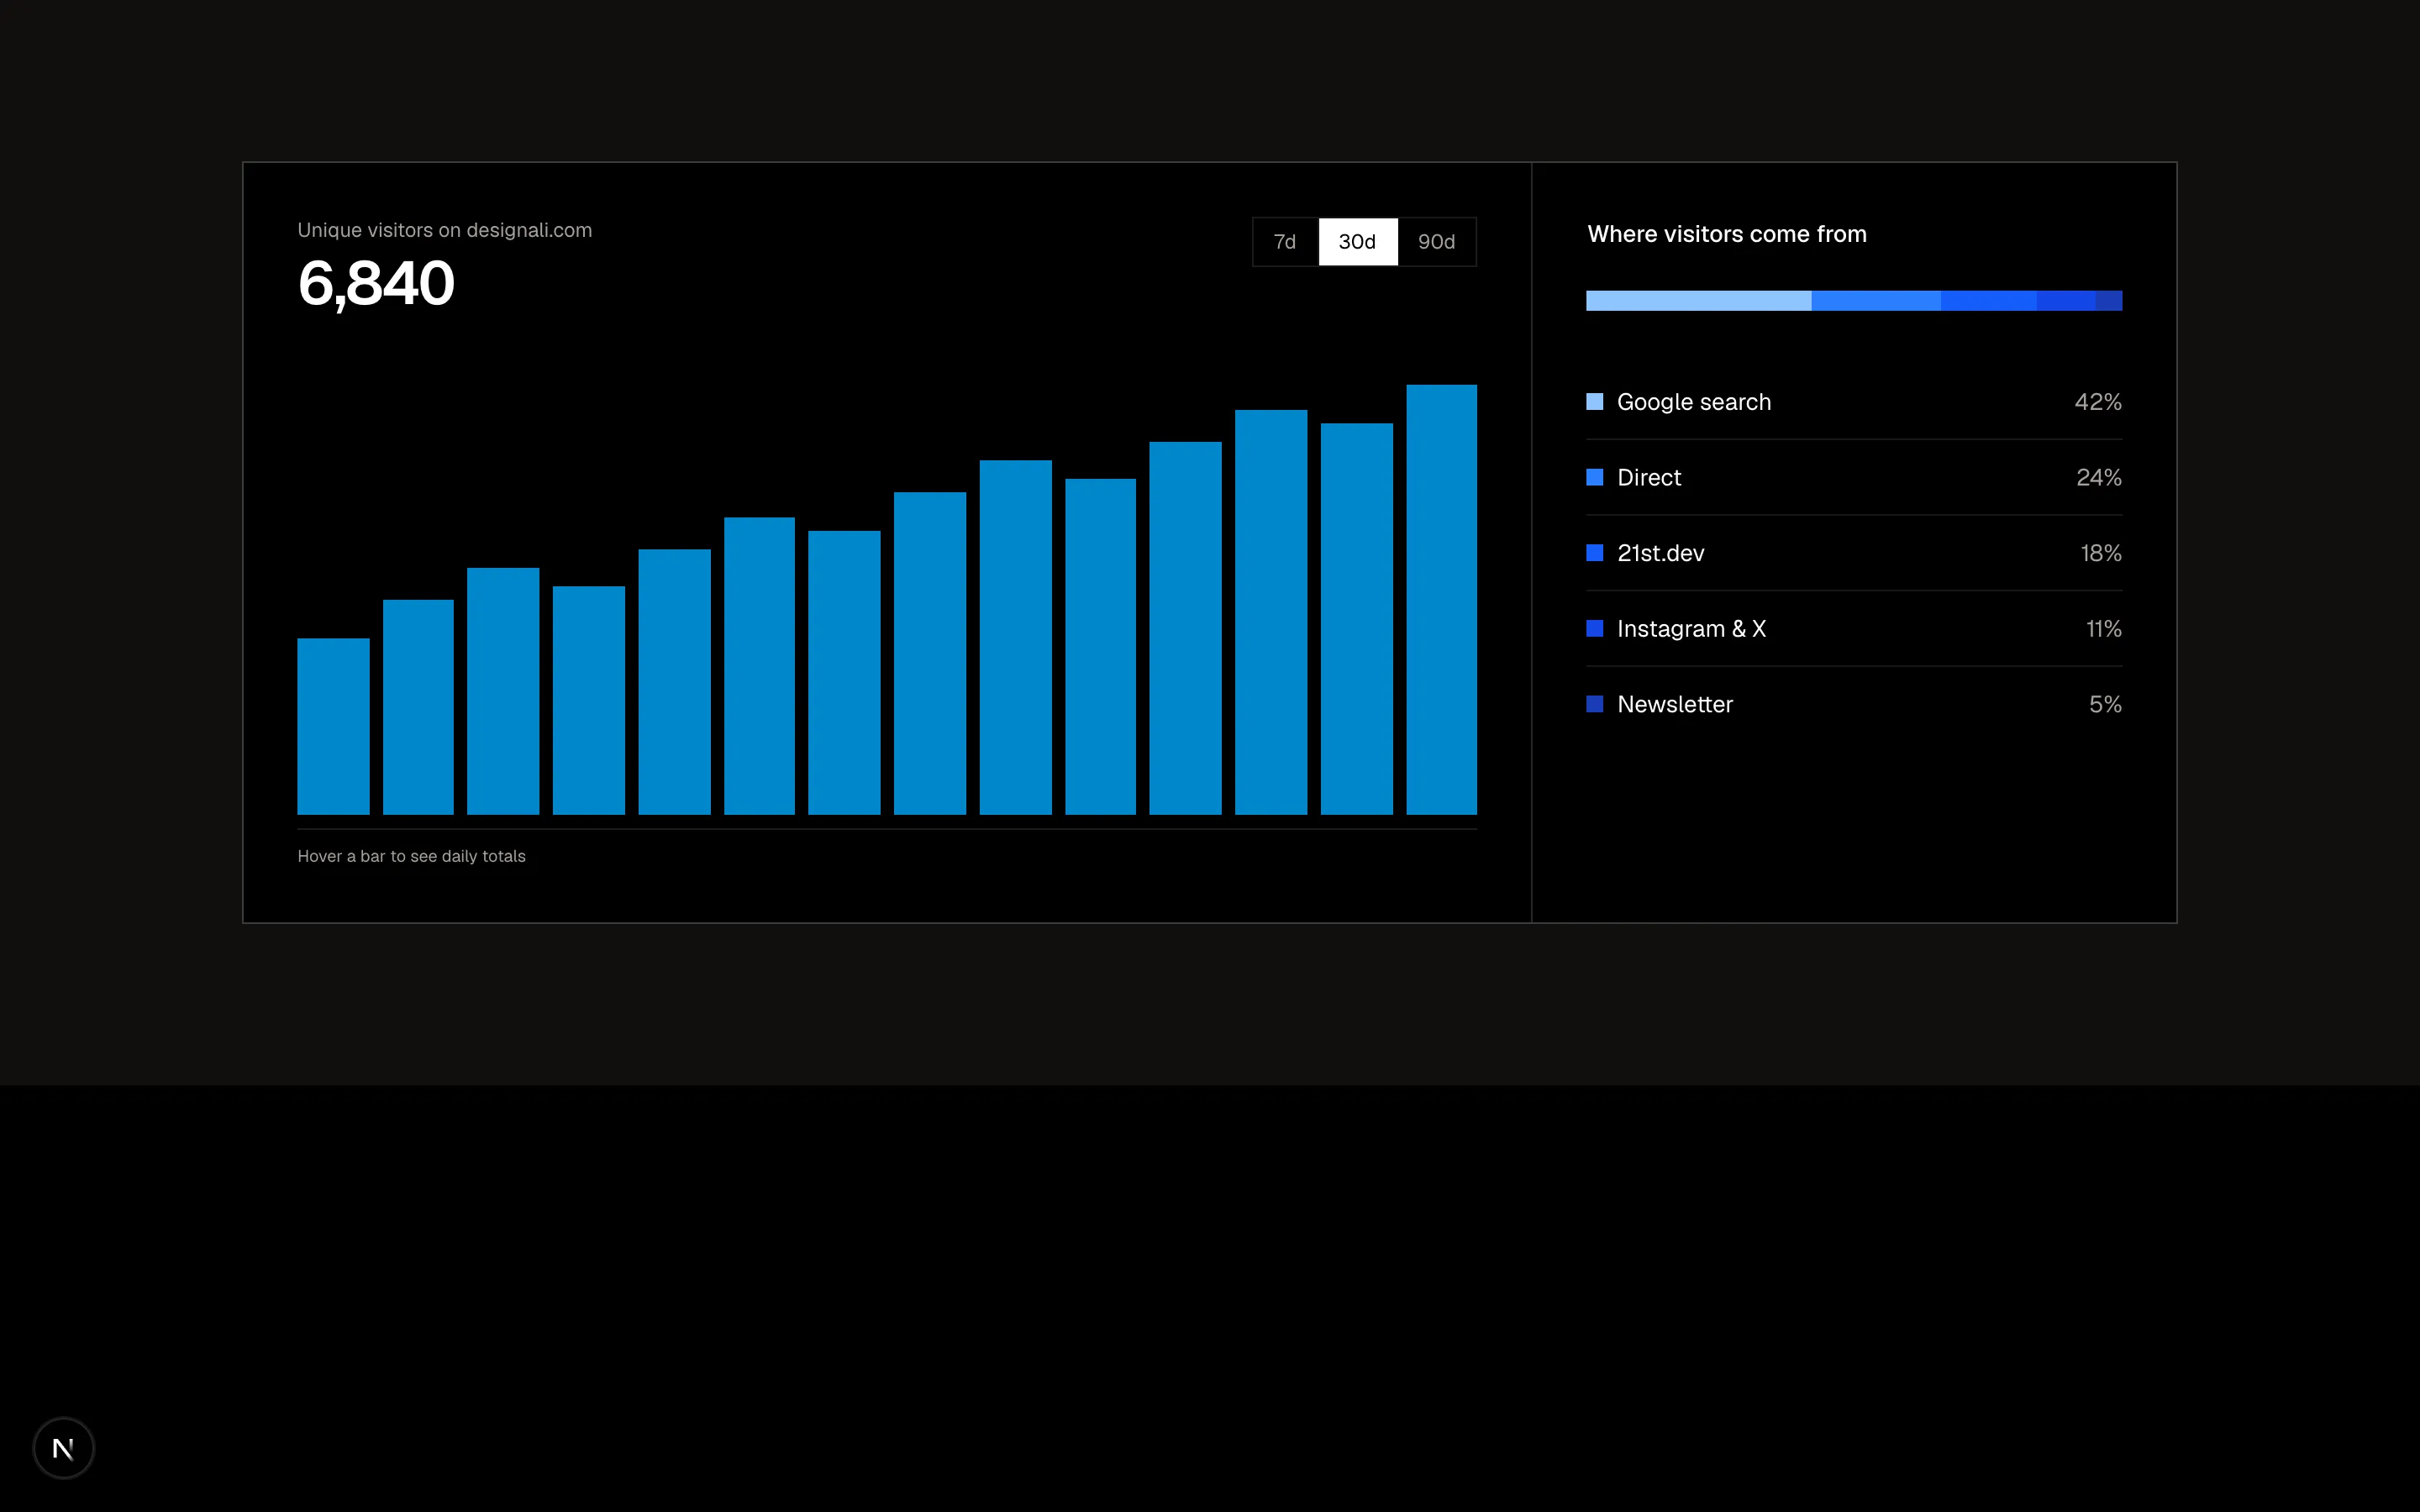 Unique visitors on designali.com
6,840
7d 30d 90d
Hover a bar to see daily totals
Where visitors come from
Google search 42%
Direct 24%
21st.dev 18%
Instagram & X 11%
Newsletter 5%
N